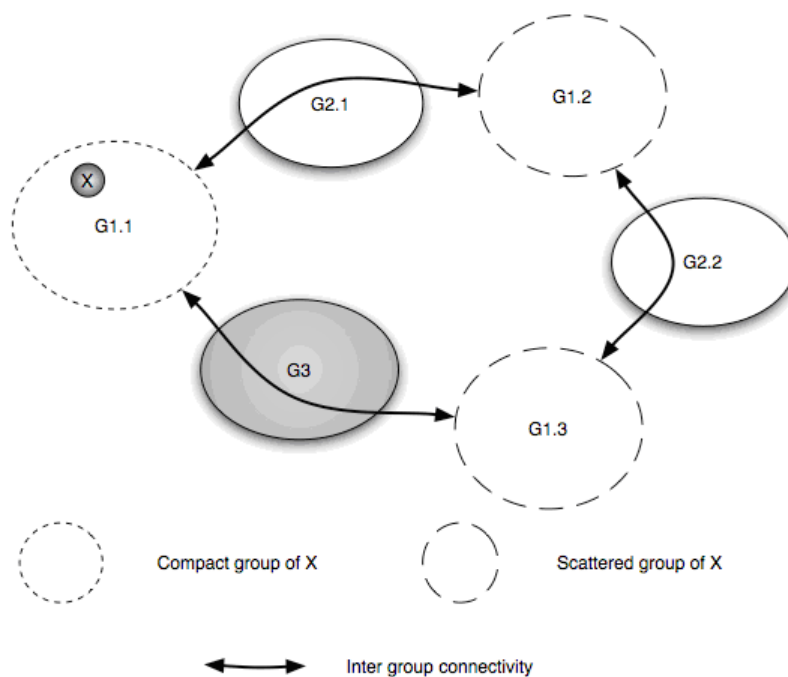 G2.1
G1.2
X
G1.1
G2.2
G3
G1.3
Compact group of X
Scattered group of X
Inter group connectivity